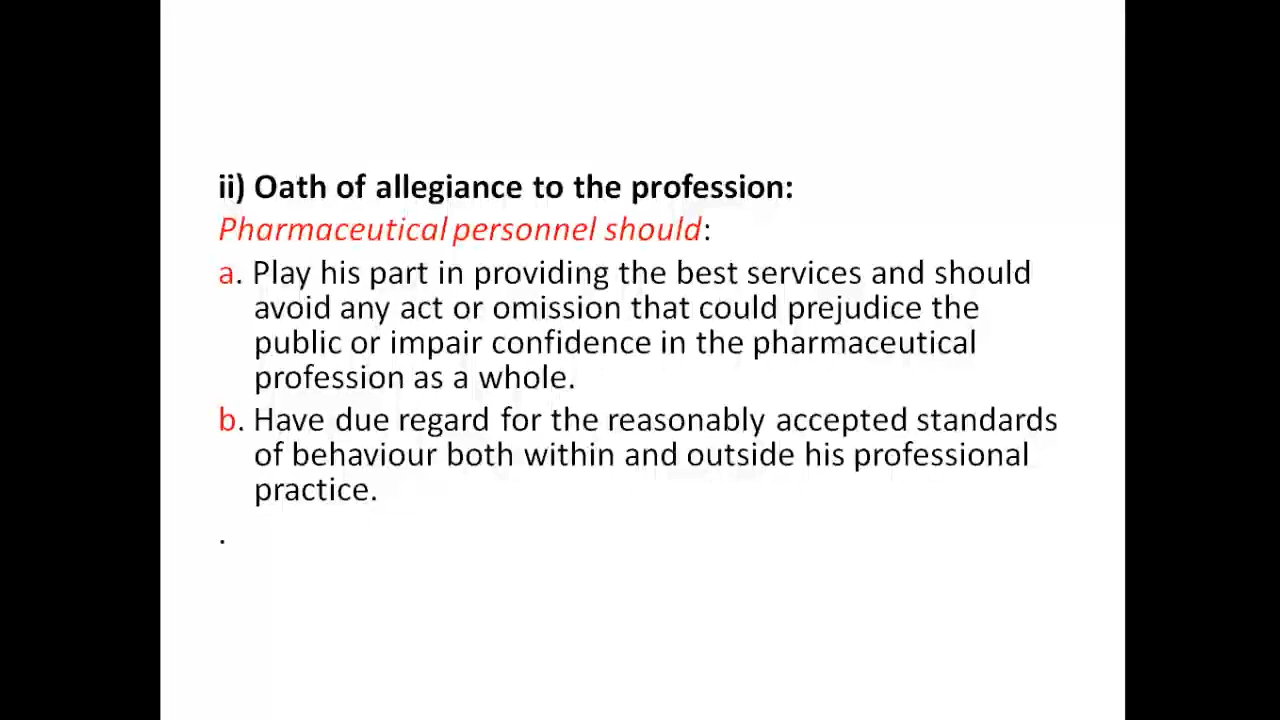 ii) Oath of allegiance to the profession:
Pharmaceutical personnel should:
a. Play his part in providing the best services and should
avoid any act or omission that could prejudice the
public or impair confidence in the pharmaceutical
profession as a whole.
b. Have due regard for the reasonably accepted standards
of behaviour both within and outside his professional
practice.
.